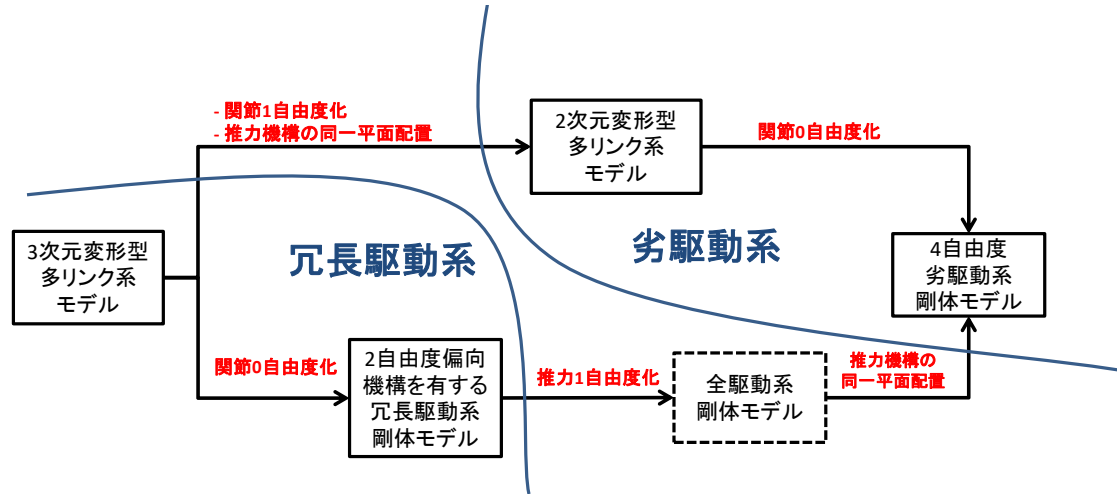 - 関節1自由度化
- 推力機構の同一平面配置
2次元変形型
多リンク系
モデル
関節0自由度化
3次元変形型
多リンク系
モデル
冗長駆動系
劣駆動系
4自由度
劣駆動系
剛体モデル
関節0自由度化
2自由度偏向
機構を有する
冗長駆動系
剛体モデル
推力1自由度化
全駆動系
剛体モデル
推力機構の
同一平面配置